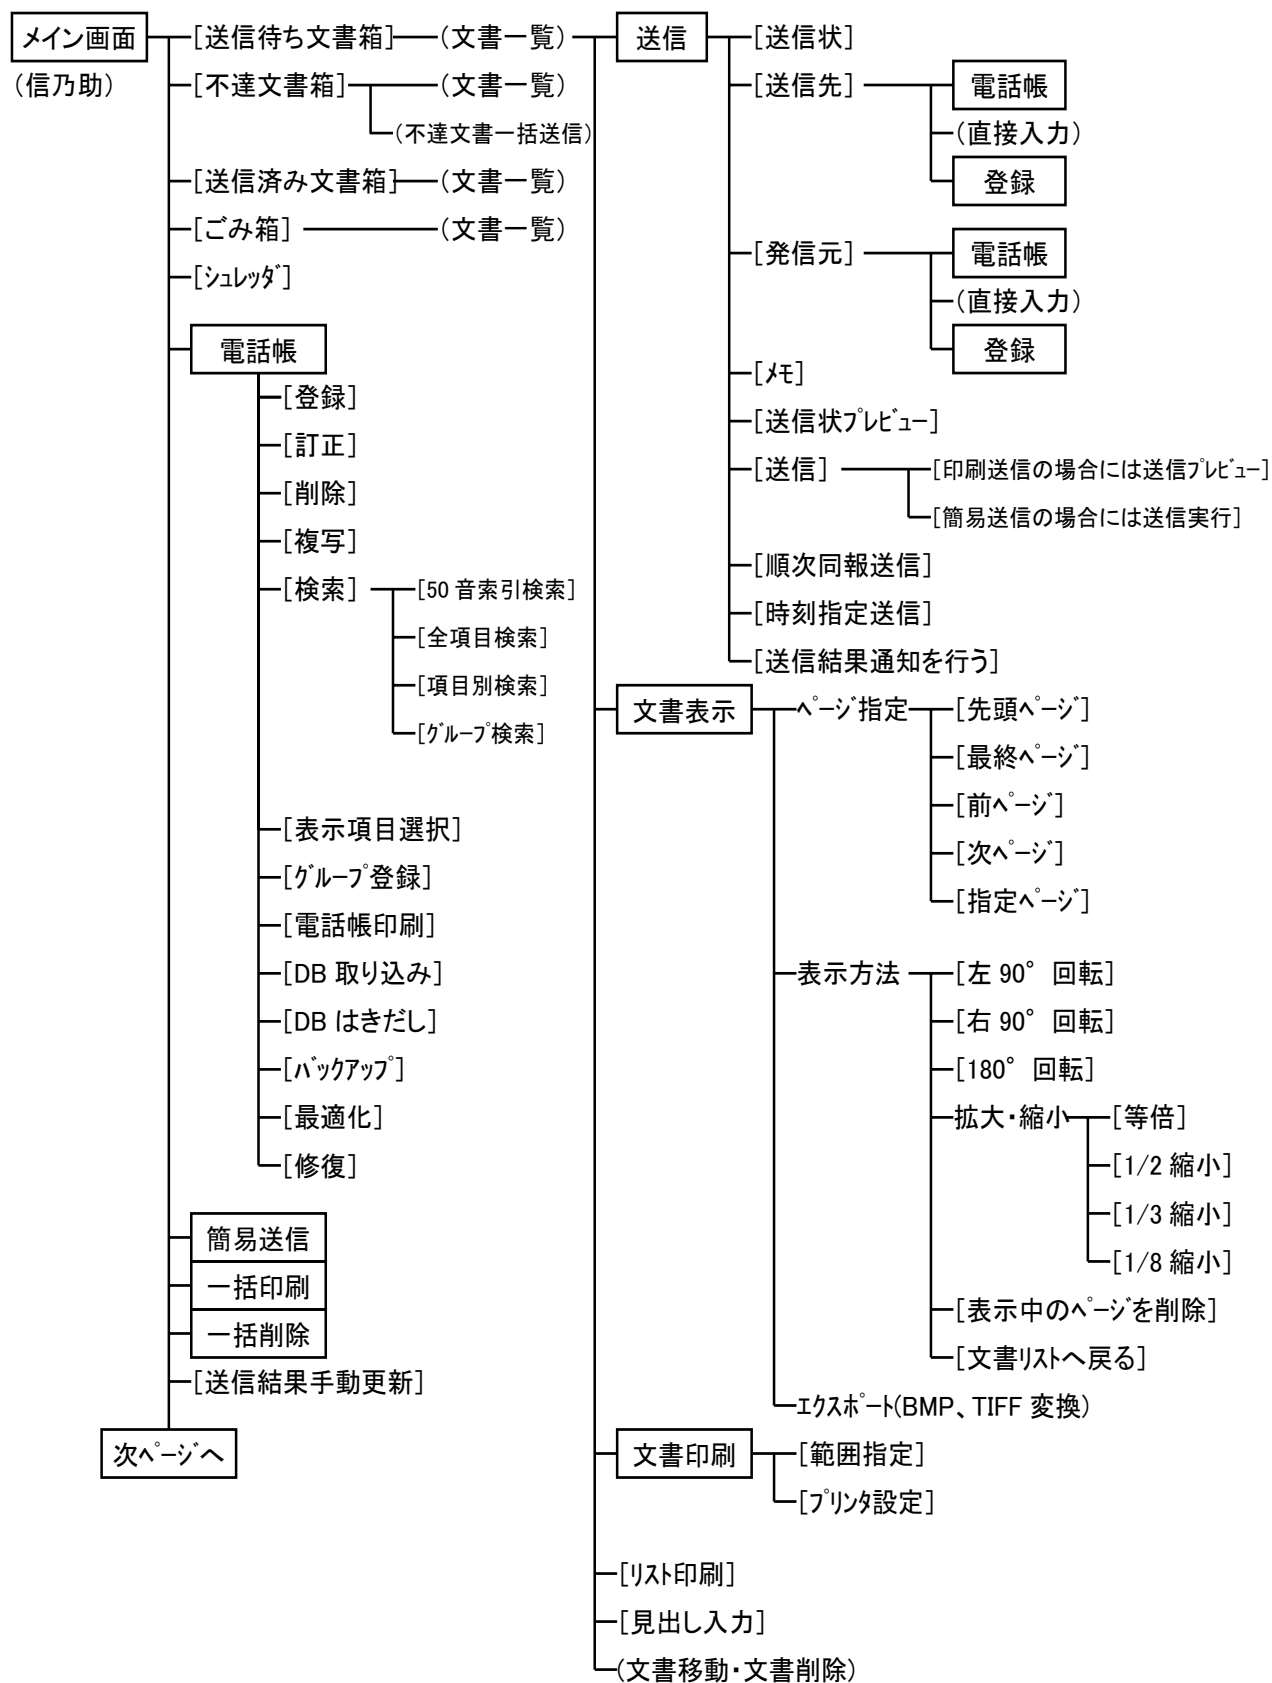 メイン画面 [送信待ち文書箱] (文書一覧) 送信 [送信状]
(信乃助) [不達文書箱] (文書一覧) [送信先] 電話帳
(不達文書一括送信) (直接入力)
[送信済み文書箱] (文書一覧) 登録
[ごみ箱] (文書一覧) [発信元] 電話帳
[ｼｭﾚｯﾀﾞ] (直接入力)
電話帳 登録
[ﾒﾓ]
[登録] [送信状ﾌﾟﾚﾋﾞｭｰ]
[訂正] [送信] [印刷送信の場合には送信ﾌﾟﾚﾋﾞｭｰ]
[削除] [簡易送信の場合には送信実行]
[複写] [順次同報送信]
[検索] [50音索引検索] [時刻指定送信]
[全項目検索] [送信結果通知を行う]
[項目別検索] 文書表示 ﾍﾟｰｼﾞ指定 [先頭ﾍﾟｰｼﾞ]
[ｸﾞﾙｰﾌﾟ検索] [最終ﾍﾟｰｼﾞ]
[前ﾍﾟｰｼﾞ]
[表示項目選択] [次ﾍﾟｰｼﾞ]
[ｸﾞﾙｰﾌﾟ登録] [指定ﾍﾟｰｼﾞ]
[電話帳印刷]
[DB取り込み] 表示方法 [左90°回転]
[DBはきだし] [右90°回転]
[ﾊﾞｯｸｱｯﾌﾟ] [180°回転]
[最適化] 拡大・縮小 [等倍]
[修復] [1/2縮小]
[1/3縮小]
簡易送信 [1/8縮小]
一括印刷 [表示中のﾍﾟｰｼﾞを削除]
一括削除 [文書ﾘｽﾄへ戻る]
[送信結果手動更新] ｴｸｽﾎﾟｰﾄ(BMP、TIFF変換)
次ﾍﾟｰｼﾞへ 文書印刷 [範囲指定]
[ﾌﾟﾘﾝﾀ設定]
[ﾘｽﾄ印刷]
[見出し入力]
(文書移動・文書削除)